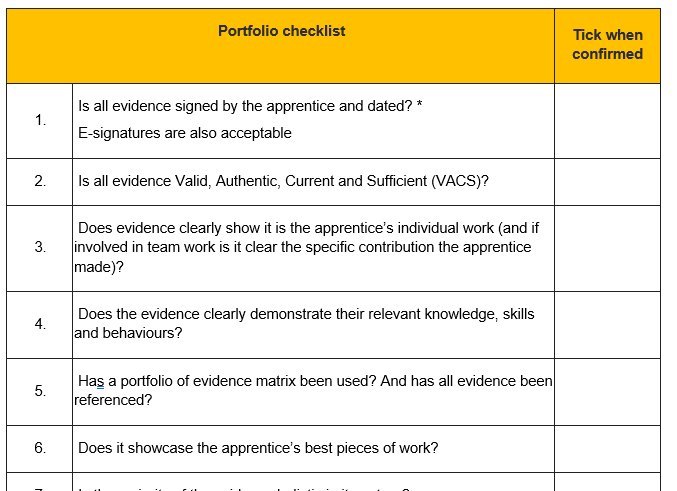 Portfolio checklist
Tick when
confirmed
1.
Is all evidence signed by the apprentice and dated? *
E-signatures are also acceptable
2.
Is all evidence Valid, Authentic, Current and Sufficient (VACS)?
3.
Does evidence clearly show it is the apprentice’s individual work (and if
involved in team work is it clear the specific contribution the apprentice
made)?
4.
Does the evidence clearly demonstrate their relevant knowledge, skills
and behaviours?
5.
Has a portfolio of evidence matrix been used? And has all evidence been
referenced?
6.
Does it showcase the apprentice’s best pieces of work?